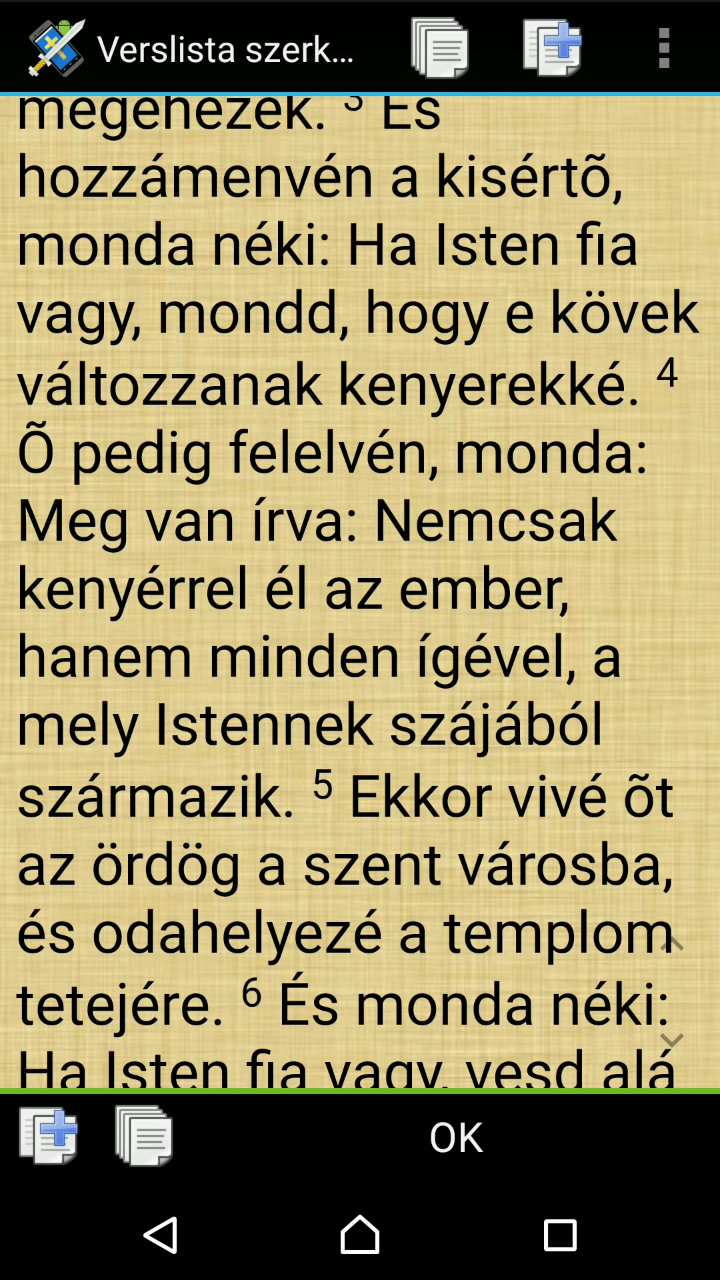 Verslista szerk...
megéhezék. 3 És
hozzámenvén a kisértõ,
monda néki: Ha Isten fia
vagy, mondd, hogy e kövek
változzanak kenyerekké. 4
Õ pedig felelvén, monda:
Meg van írva: Nemcsak
kenyérrel él az ember,
hanem minden ígével, a
mely Istennek szájából
származik. 5 Ekkor vivé õt
az ördög a szent városba,
és odahelyezé a templom
tetejére. 6 És monda néki:
Ha Isten fia vagy, vesd alá
OK